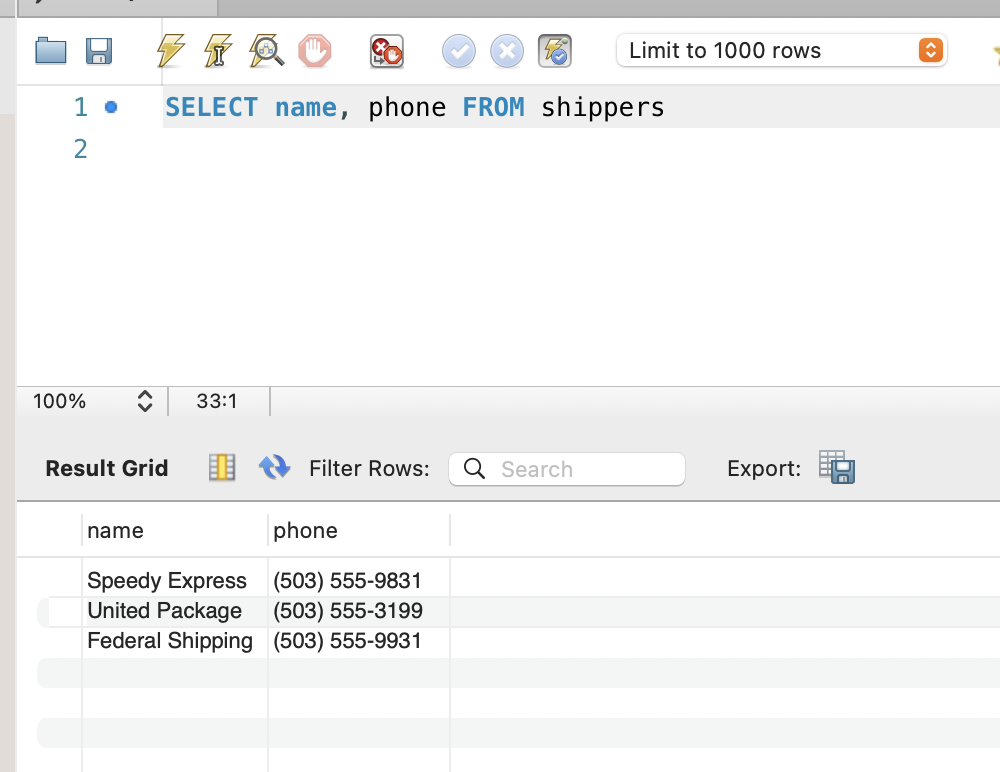 Limit to 1000 rows
1 SELECT name, phone FROM shippers
2
100% 33:1
Result Grid Filter Rows: Search Export:
name phone
Speedy Express (503) 555-9831
United Package (503) 555-3199
Federal Shipping (503) 555-9931